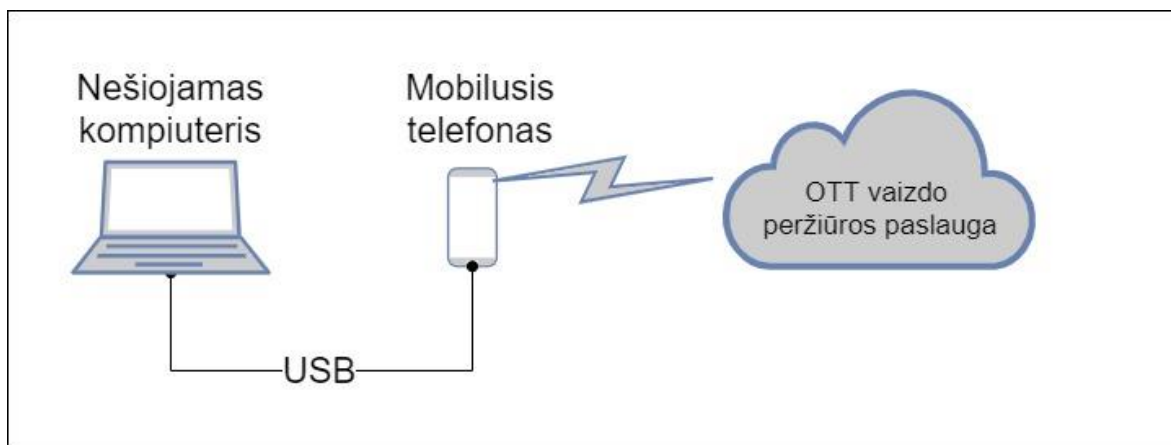 Nešiojamas
kompiuteris
Mobilusis
telefonas
OTT vaizdo
peržiūros paslauga
USB